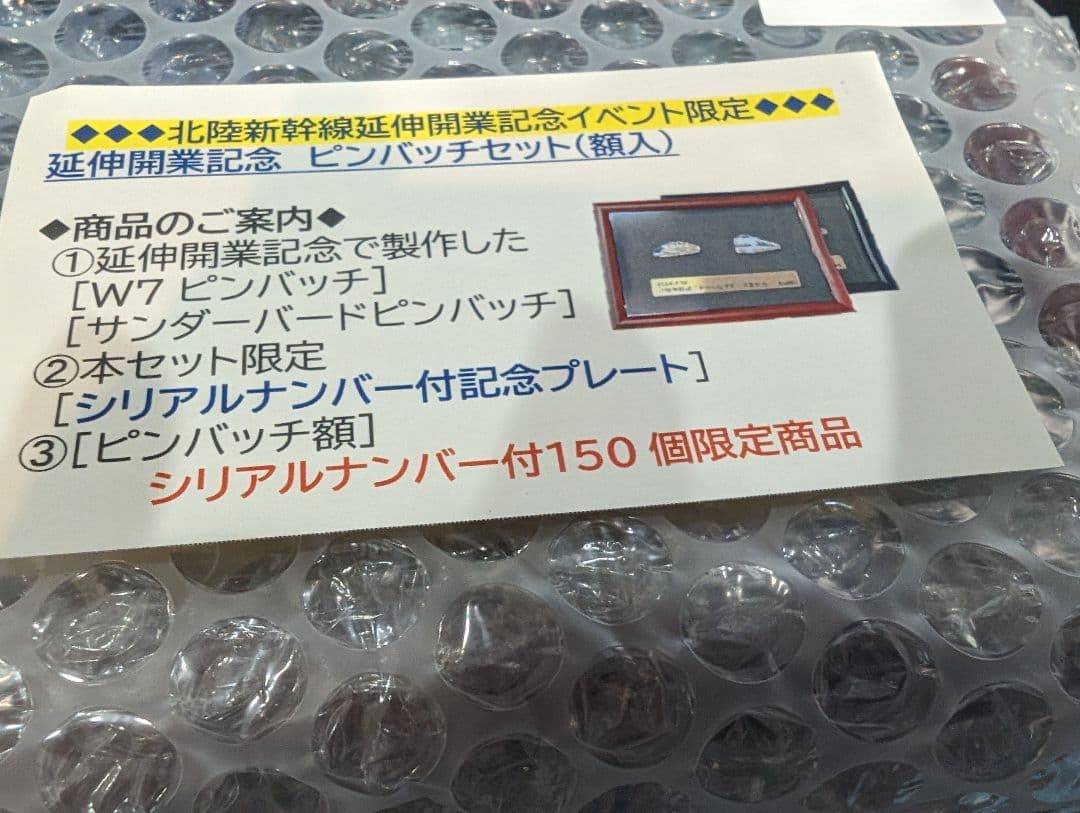 ◆◆◆北陸新幹線延伸開業記念イベント限定◆◆◆
延伸開業記念 ピンバッチセット(額入)
◆商品のご案内◆
①延伸開業記念で製作した
[W7 ピンバッチ]
[サンダーバードピンバッチ]
②本セット限定
[シリアルナンバー付記念プレート]
③[ピンバッチ額]
シリアルナンバー付150 個限定商品